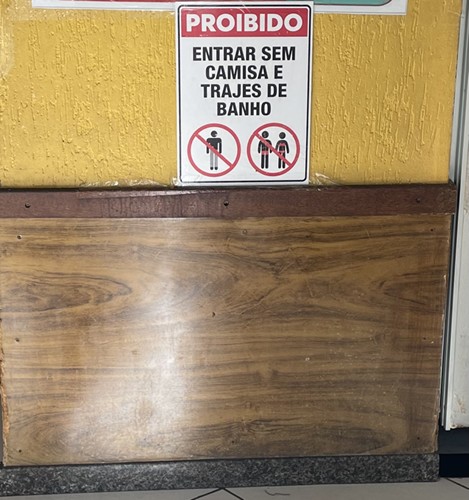 PROIBIDO
ENTRAR SEM
CAMISA E
TRAJES DE
BANHO